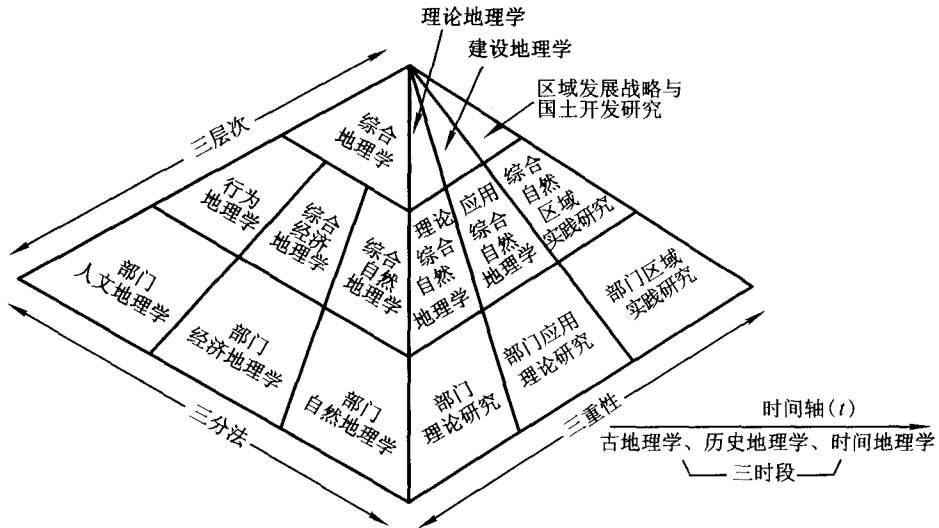 理论地理学
建设地理学
区域发展战略与
国土开发研究
三层次
综合
地理学
行为
地理学
综合
经济
地理学
综合
自然
地理学
理论
综合
自然
地理学
应用
综合
自然
地理学
综合
自然
区域
实践研究
部门
人文地理学
部门
经济地理学
部门
自然地理学
部门
理论研究
部门应用
理论研究
部门区域
实践研究
三分法
三重性
时间轴(t)
古地理学、历史地理学、时间地理学
三时段